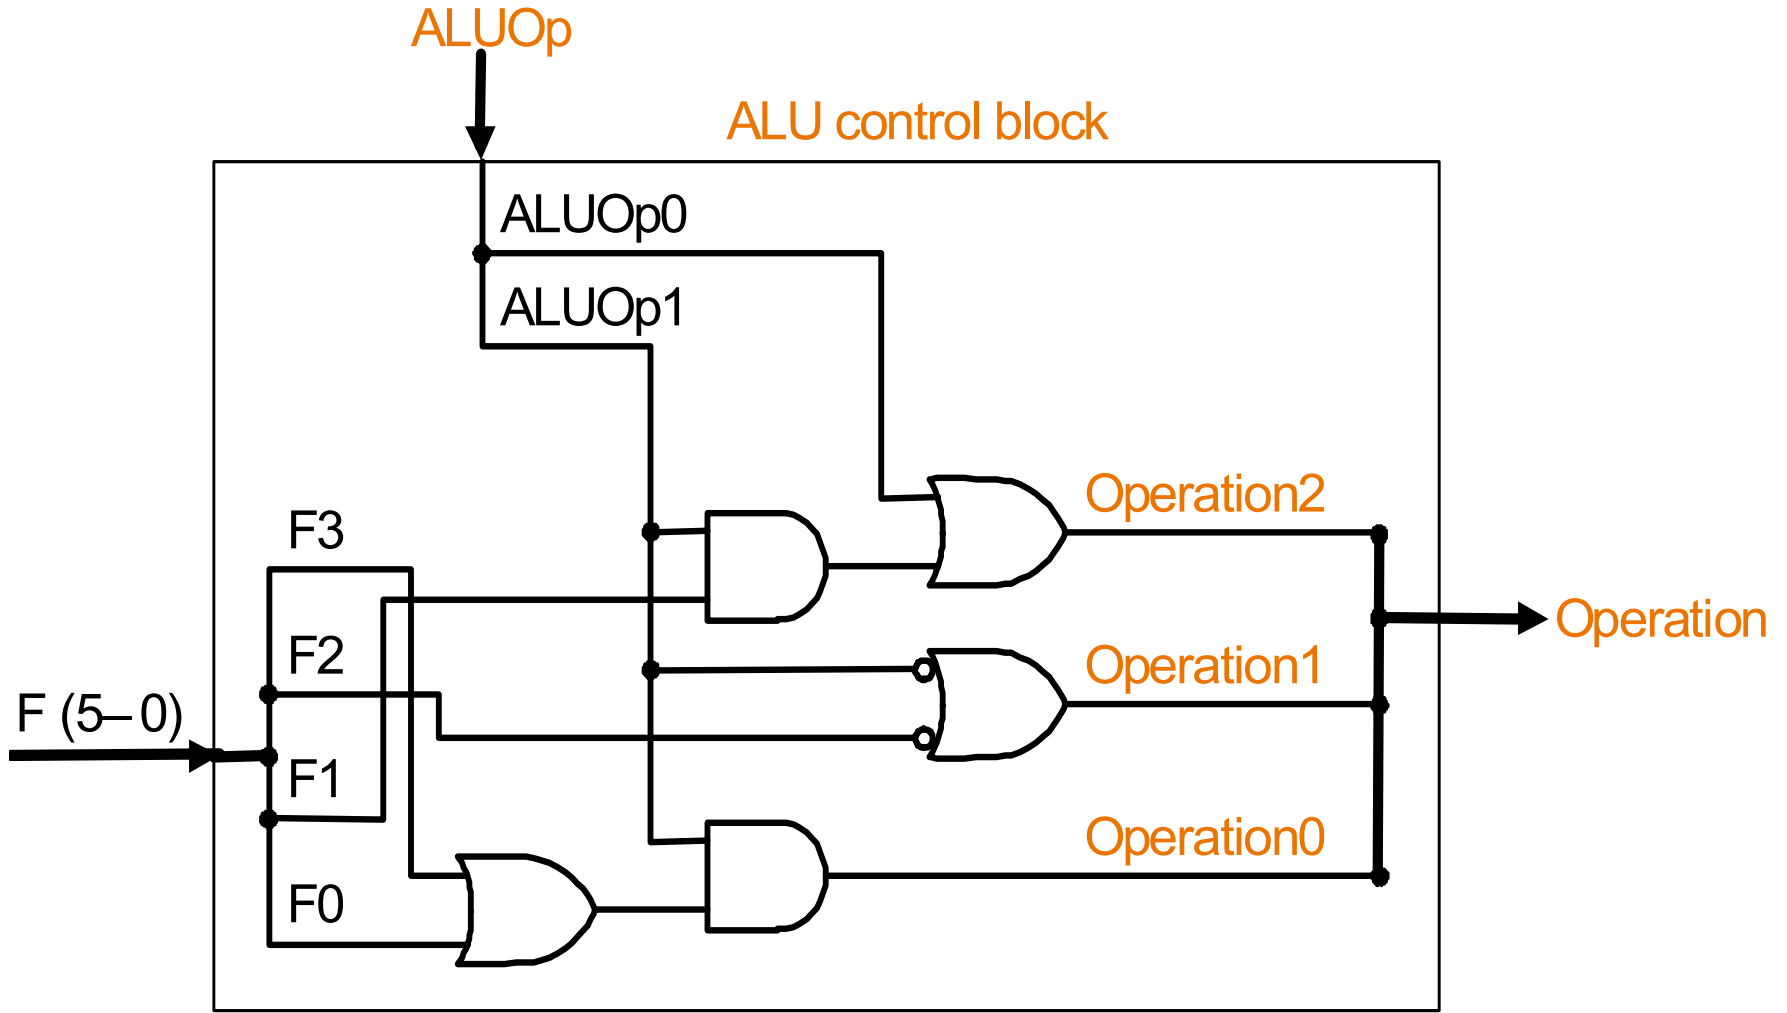 ALUOp
ALU control block
ALUOp0
ALUOp1
Operation2
F3
Operation
F2
Operation1
F (5–0)
F1
Operation0
F0